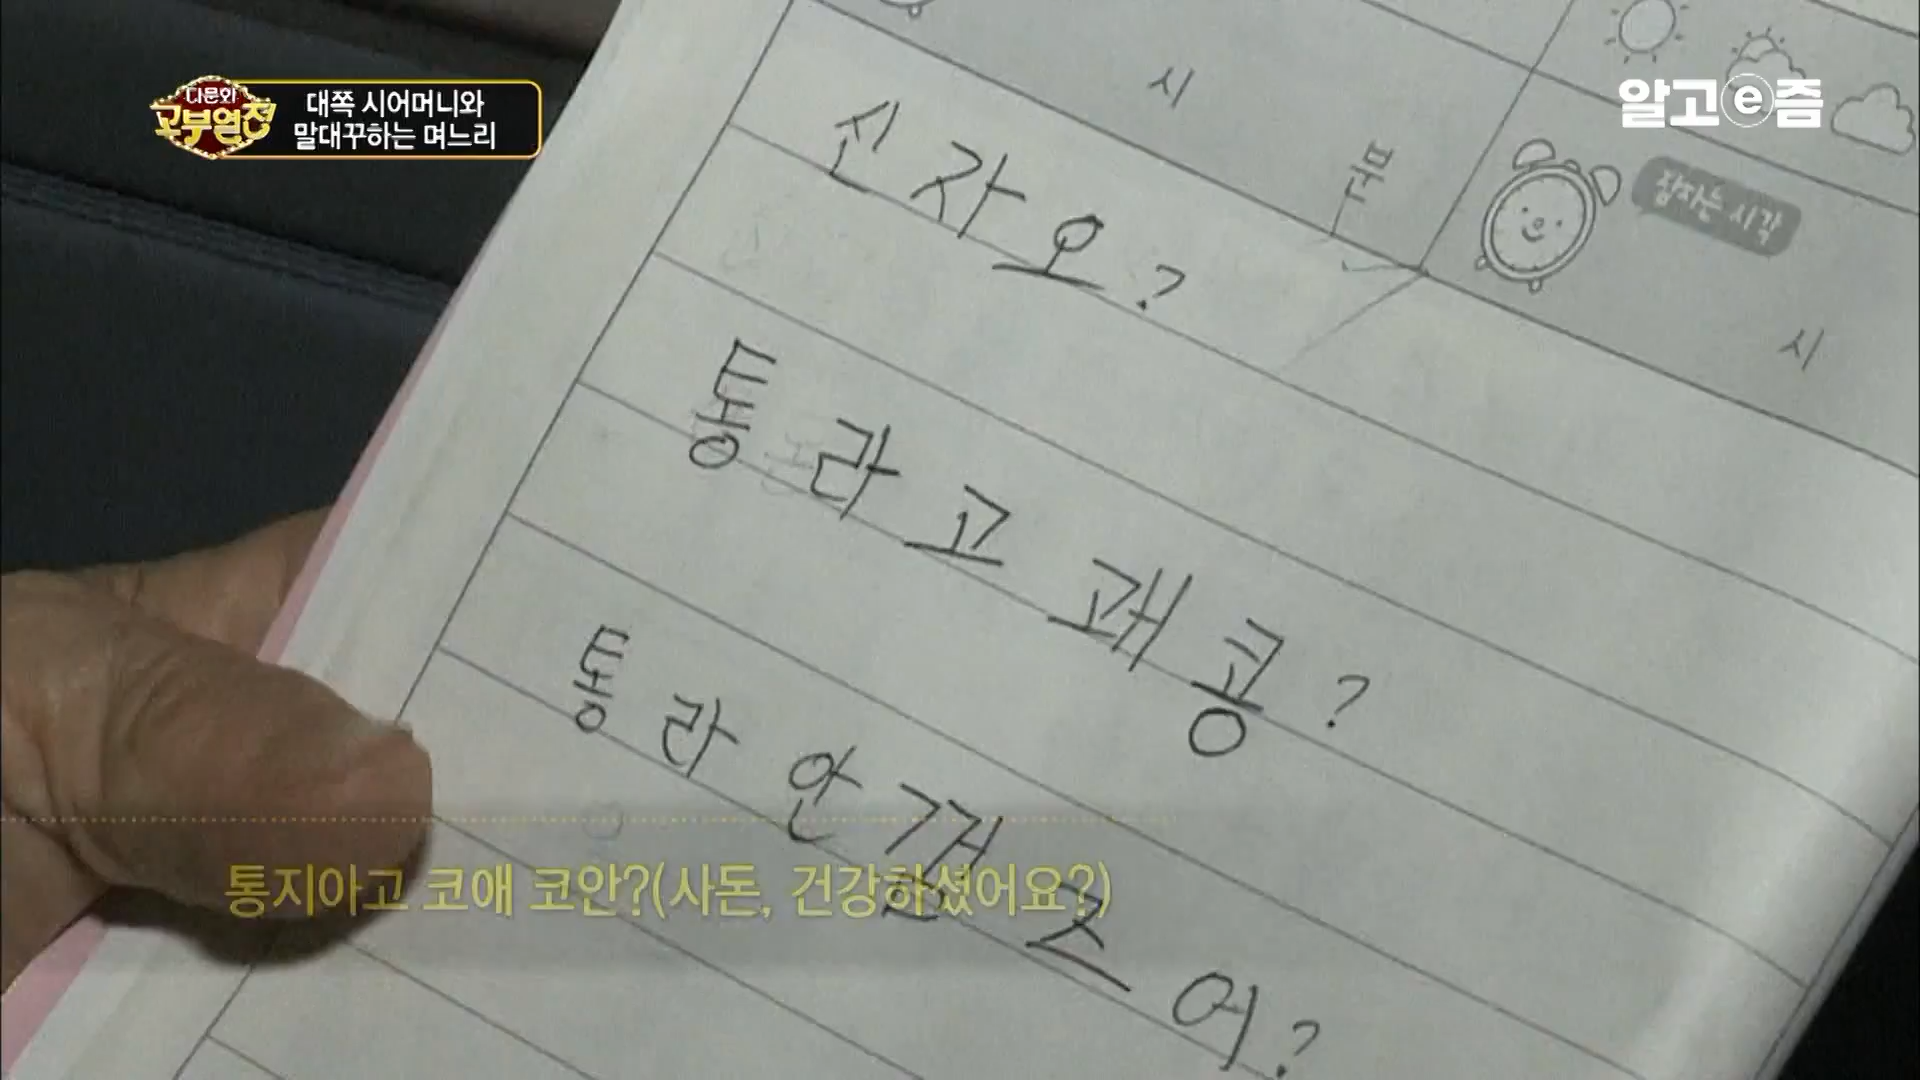 다문화 고부열전
대쪽 시어머니와
말대꾸하는 며느리
알고e즘
시
분
잠자는 시각
시
신자오?
통라고 괘콩?
통라안껌즈어?
통지아고 코애 코안?(사돈, 건강하셨어요?)